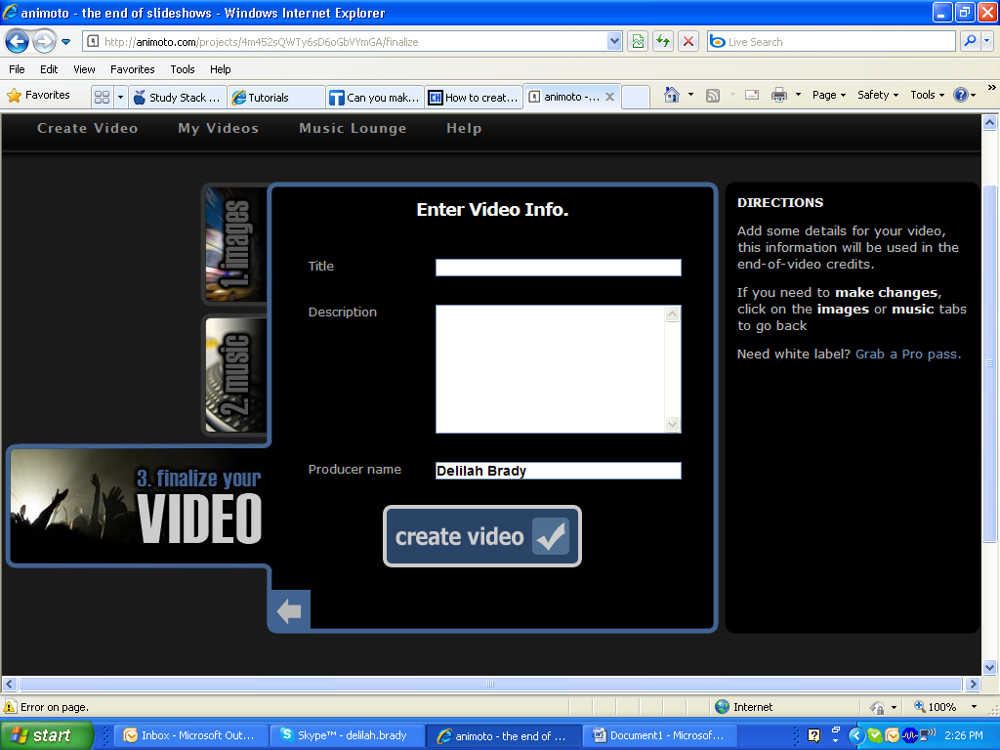 animoto - the end of slideshows - Windows Internet Explorer
http://animoto.com/projects/4m452sQWTy6sD6oGbVYmGA/finalize
Live Search
File Edit View Favorites Tools Help
Favorites
Study Stack ...
Tutorials
Can you mak...
How to creat...
animoto -...
Page
Safety
Tools
Create Video My Videos Music Lounge Help
1. images
2. music
3. finalize your
VIDEO
Enter Video Info.
Title
Description
Producer name
Delilah Brady
create video
DIRECTIONS
Add some details for your video,
this information will be used in the
end-of-video credits.
If you need to make changes,
click on the images or music tabs
to go back
Need white label? Grab a Pro pass.
Error on page.
Internet
100%
start
Inbox - Microsoft Out...
Skype™ - delilah.brady
animoto - the end of ...
Document1 - Microsof...
2:26 PM